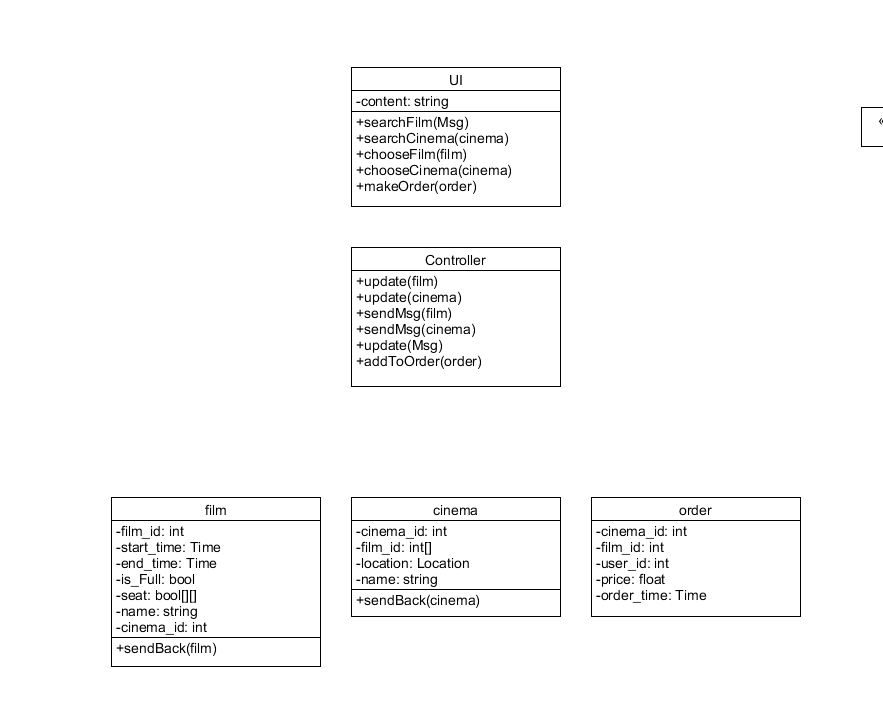 UI
-content: string
+searchFilm(Msg)
+searchCinema(cinema)
+chooseFilm(film)
+chooseCinema(cinema)
+makeOrder(order)
«
Controller
+update(film)
+update(cinema)
+sendMsg(film)
+sendMsg(cinema)
+update(Msg)
+addToOrder(order)
film
-film_id: int
-start_time: Time
-end_time: Time
-is_Full: bool
-seat: bool[][]
-name: string
-cinema_id: int
+sendBack(film)
cinema
-cinema_id: int
-film_id: int[]
-location: Location
-name: string
+sendBack(cinema)
order
-cinema_id: int
-film_id: int
-user_id: int
-price: float
-order_time: Time